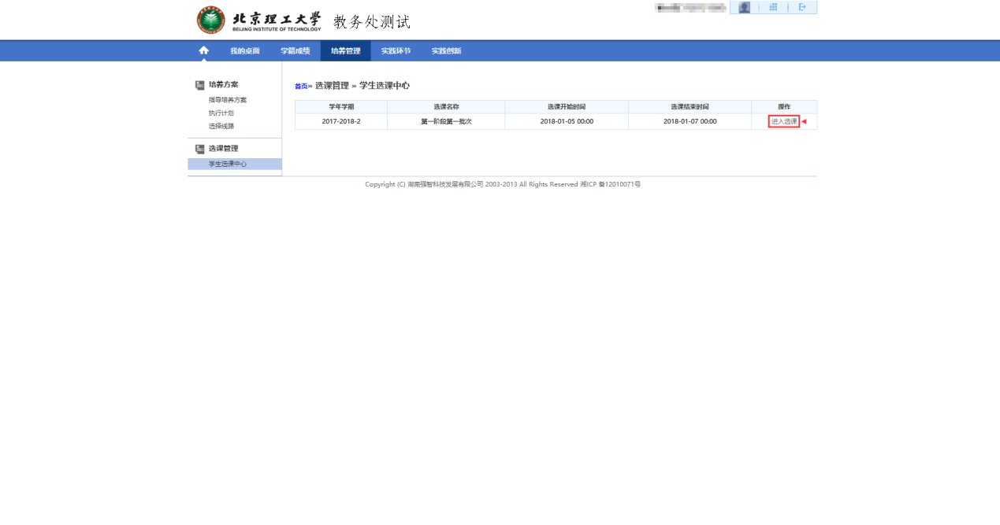 北京理工大学 教务处测试
BEIJING INSTITUTE OF TECHNOLOGY
我的桌面 学籍成绩 培养管理 实践环节 实践创新
培养方案
指导培养方案
执行计划
选择线路
选课管理
学生选课中心
首页» 选课管理 » 学生选课中心
学年学期 选课名称 选课开始时间 选课结束时间 操作
2017-2018-2 第一阶段第一批次 2018-01-05 00:00 2018-01-07 00:00 进入选课
Copyright (C) 湖南强智科技发展有限公司 2003-2013 All Rights Reserved 湘ICP 备12010071号